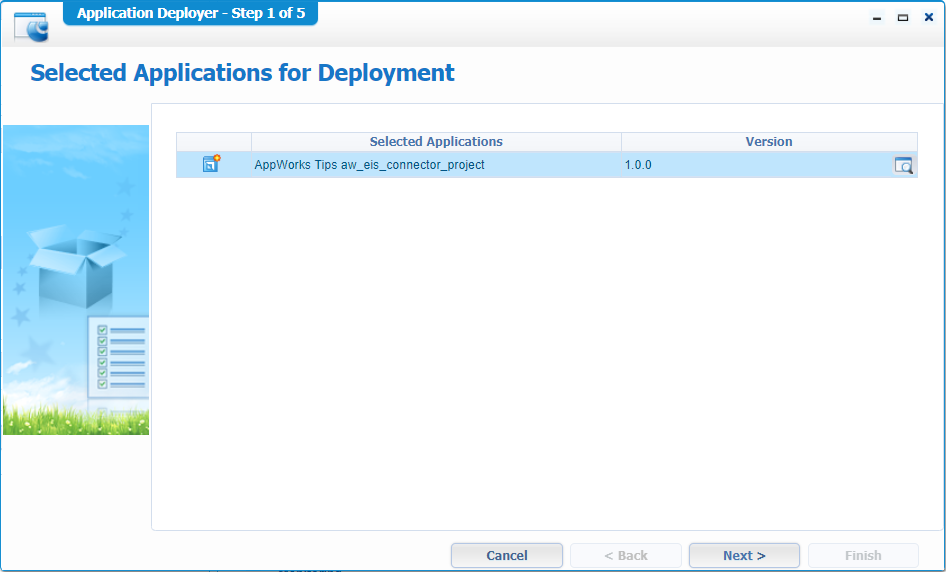 Application Deployer - Step 1 of 5
Selected Applications for Deployment
Selected Applications Version
AppWorks Tips aw_eis_connector_project 1.0.0
Cancel < Back Next > Finish